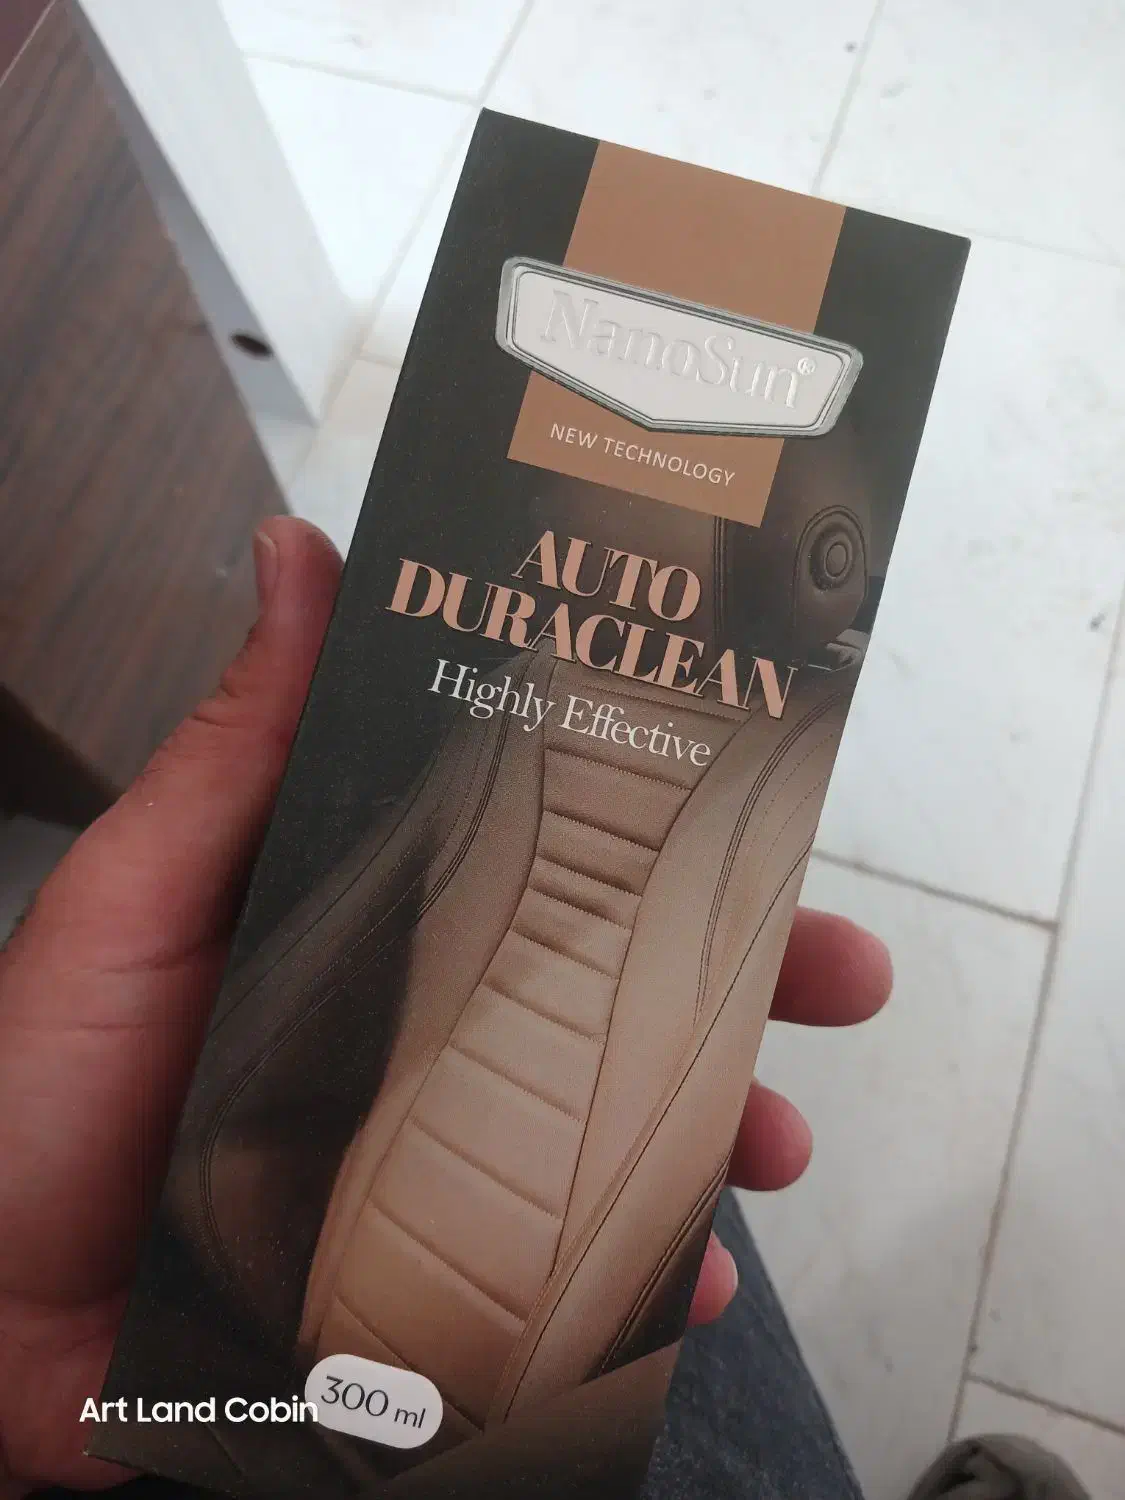 NanoSun®
NEW TECHNOLOGY
AUTO
DURACLEAN
Highly Effective
300 ml
Art Land Cobin